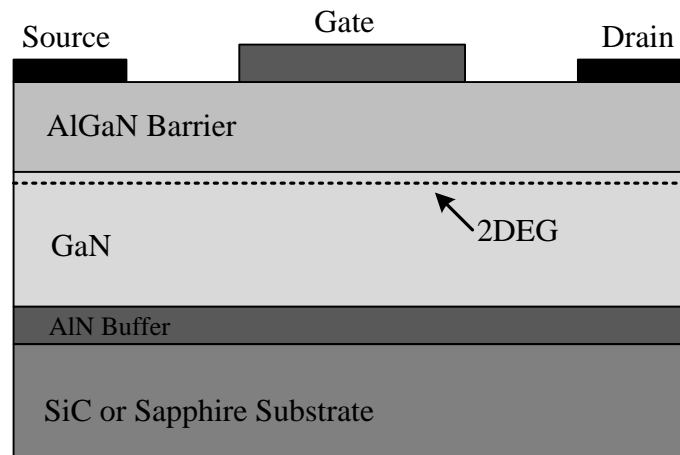 Gate
Source
Drain
AlGaN Barrier
2DEG
GaN
AlN Buffer
SiC or Sapphire Substrate